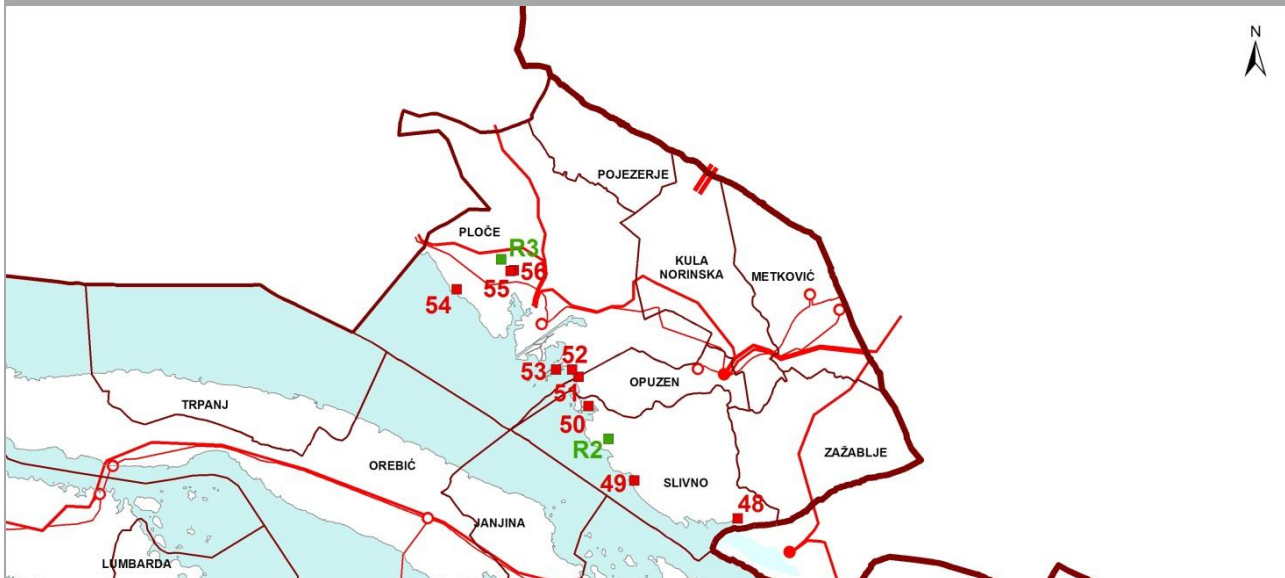 N
POJEZERJE
PLOČE
R3
KULA
NORINSKA
METKOVIĆ
56
55
54
52
53
OPUZEN
51
TRPANJ
50
R2
ZAŽABLJE
OREBIĆ
49
SLIVNO
48
JANJINA
LUMBARDA